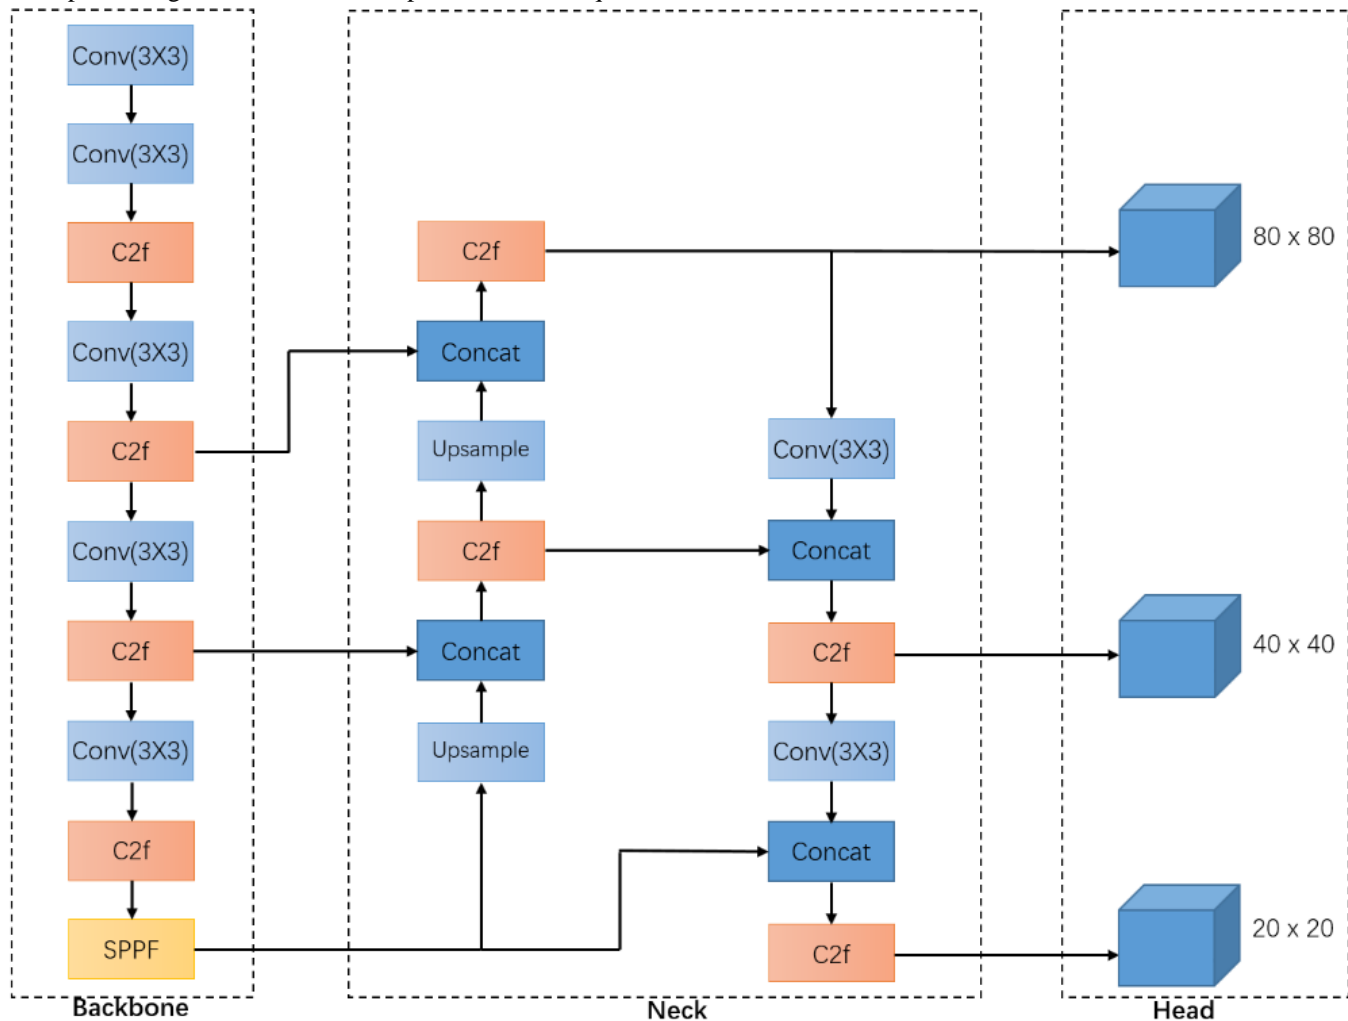 Conv(3X3)
Conv(3X3)
C2f
Conv(3X3)
C2f
Conv(3X3)
C2f
Conv(3X3)
C2f
SPPF
Backbone
C2f
Concat
Upsample
C2f
Concat
Upsample
Conv(3X3)
Concat
C2f
Conv(3X3)
Concat
C2f
Neck
80 x 80
40 x 40
20 x 20
Head